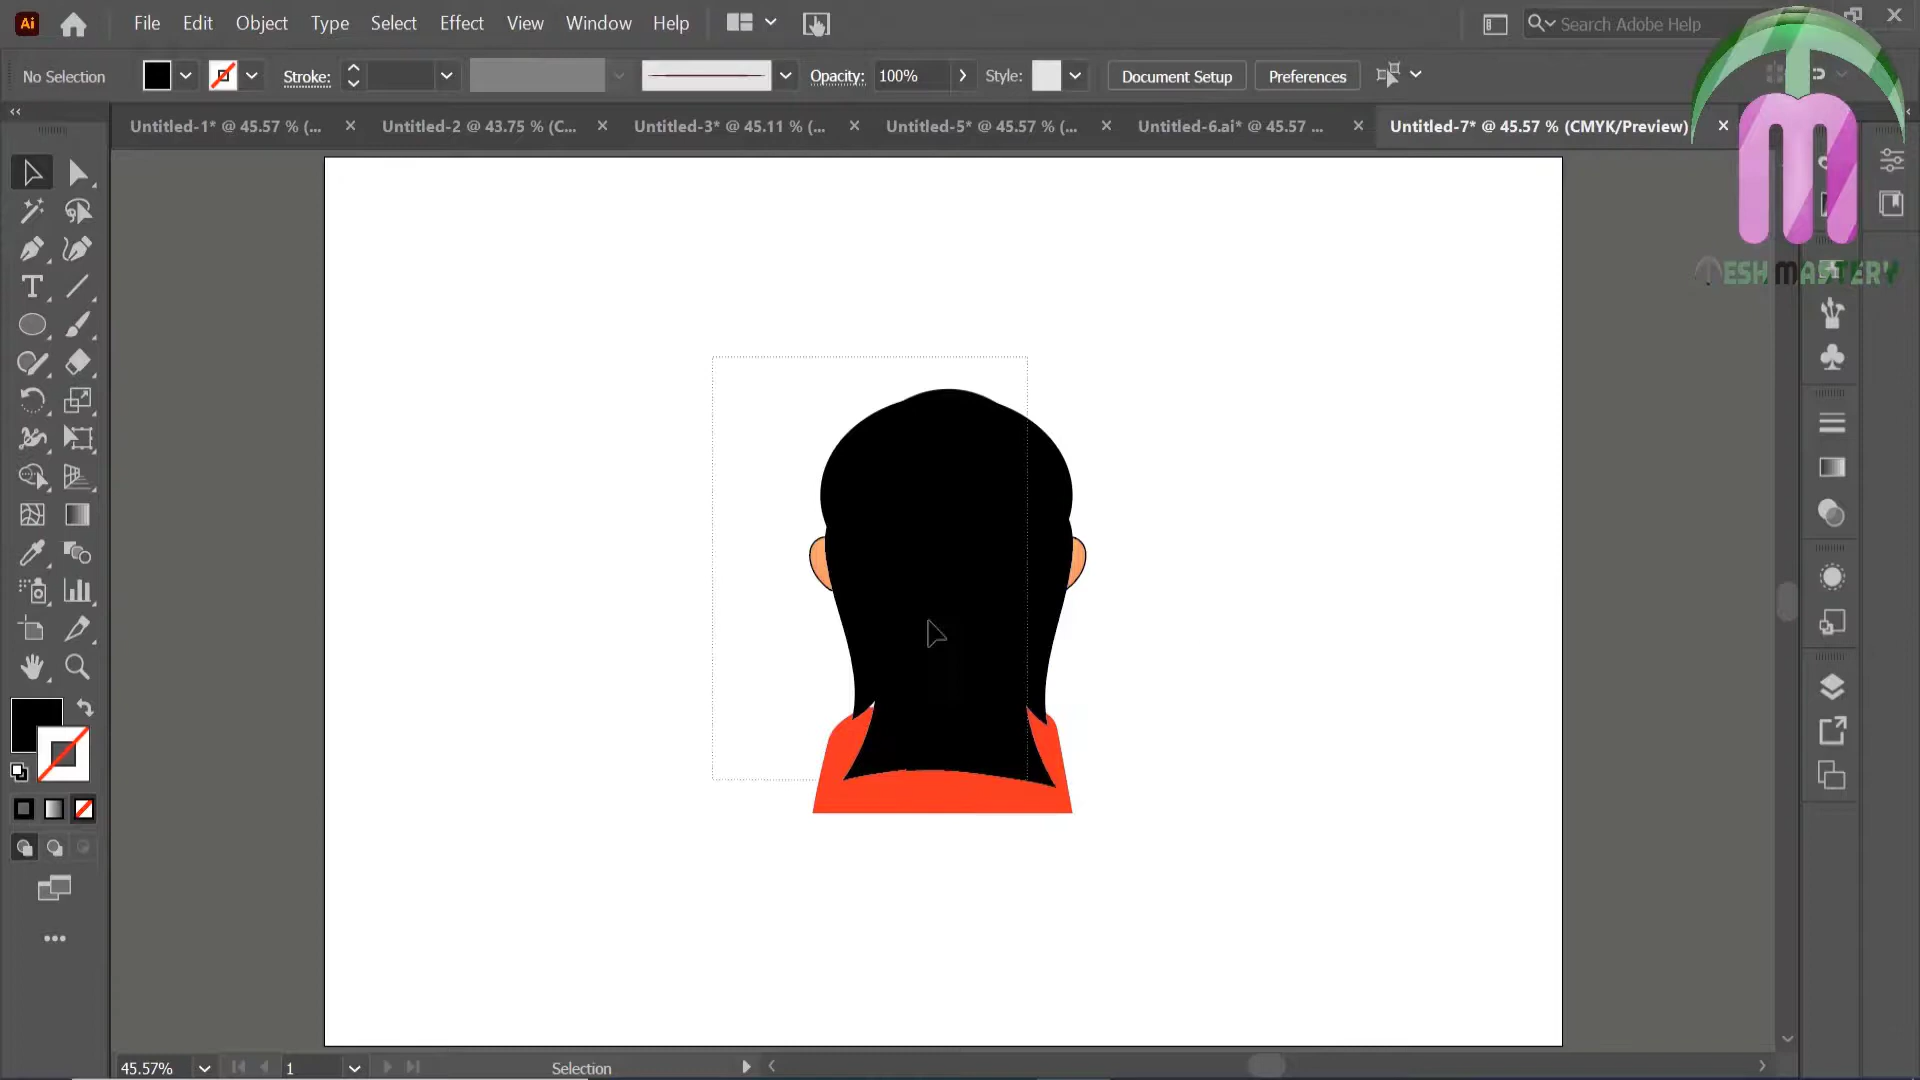 Ai File Edit Object Type Select Effect View Window Help Search Adobe Help
No Selection Stroke: Opacity: 100% Style: Document Setup Preferences
Untitled-1* @ 45.57 % (... Untitled-2 @ 43.75 % (C... Untitled-3* @ 45.11 % (... Untitled-5* @ 45.57 % (... Untitled-6.ai* @ 45.57 ... Untitled-7* @ 45.57 % (CMYK/Preview)
TESH MASTERY
45.57% 1 Selection